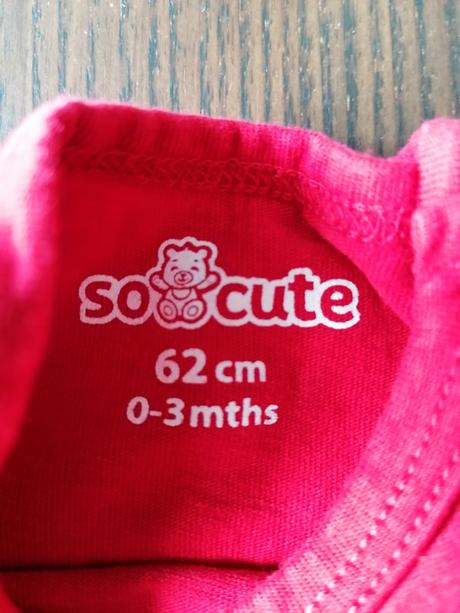 so cute
62 cm
0-3 mths